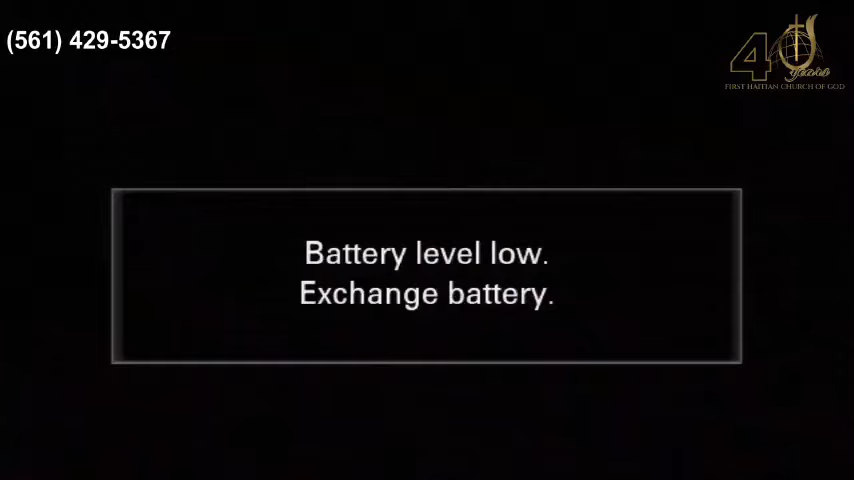 (561) 429-5367
40
years
FIRST HAITIAN CHURCH OF GOD
Battery level low.
Exchange battery.